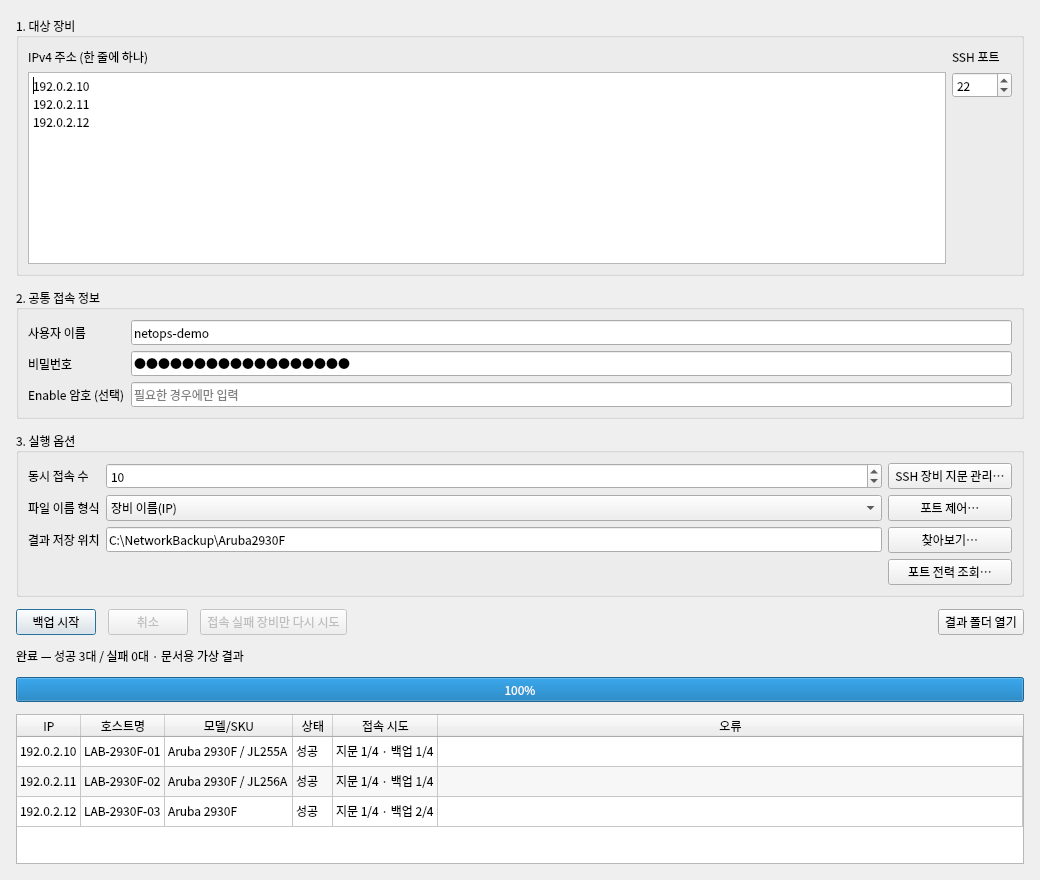 1. 대상 장비
IPv4 주소 (한 줄에 하나)
SSH 포트
192.0.2.10
192.0.2.11
192.0.2.12
22
2. 공통 접속 정보
사용자 이름
netops-demo
비밀번호
●●●●●●●●●●●●●●●●●●
Enable 암호 (선택)
필요한 경우에만 입력
3. 실행 옵션
동시 접속 수
10
SSH 장비 지문 관리…
파일 이름 형식
장비 이름(IP)
포트 제어…
결과 저장 위치
C:\NetworkBackup\Aruba2930F
찾아보기…
포트 전력 조회…
백업 시작
취소
접속 실패 장비만 다시 시도
결과 폴더 열기
완료 — 성공 3대 / 실패 0대 · 문서용 가상 결과
100%
IP 호스트명 모델/SKU 상태 접속 시도 오류
192.0.2.10 LAB-2930F-01 Aruba 2930F / JL255A 성공 지문 1/4 · 백업 1/4
192.0.2.11 LAB-2930F-02 Aruba 2930F / JL256A 성공 지문 1/4 · 백업 1/4
192.0.2.12 LAB-2930F-03 Aruba 2930F 성공 지문 1/4 · 백업 2/4